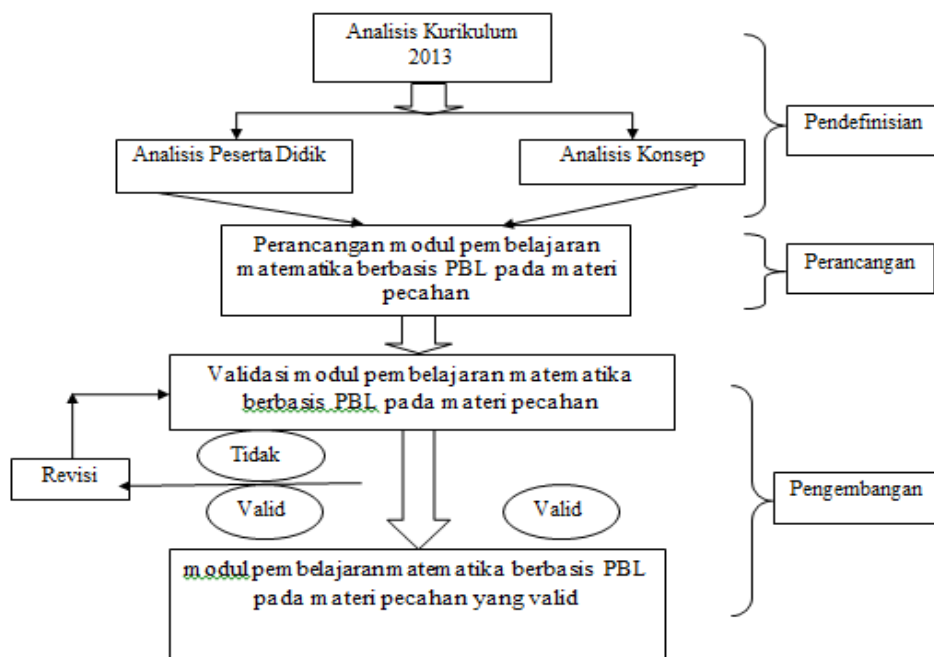 Analisis Kurikulum
2013
Pendefinisian
Analisis Peserta Didik
Analisis Konsep
Perancangan modul pembelajaran
matematika berbasis PBL pada materi
pecahan
Perancangan
Validasi modul pembelajaran matematika
berbasis PBL pada materi pecahan
Tidak
Revisi
Valid
Valid
Pengembangan
modul pembelajaran matematika berbasis PBL
pada materi pecahan yang valid